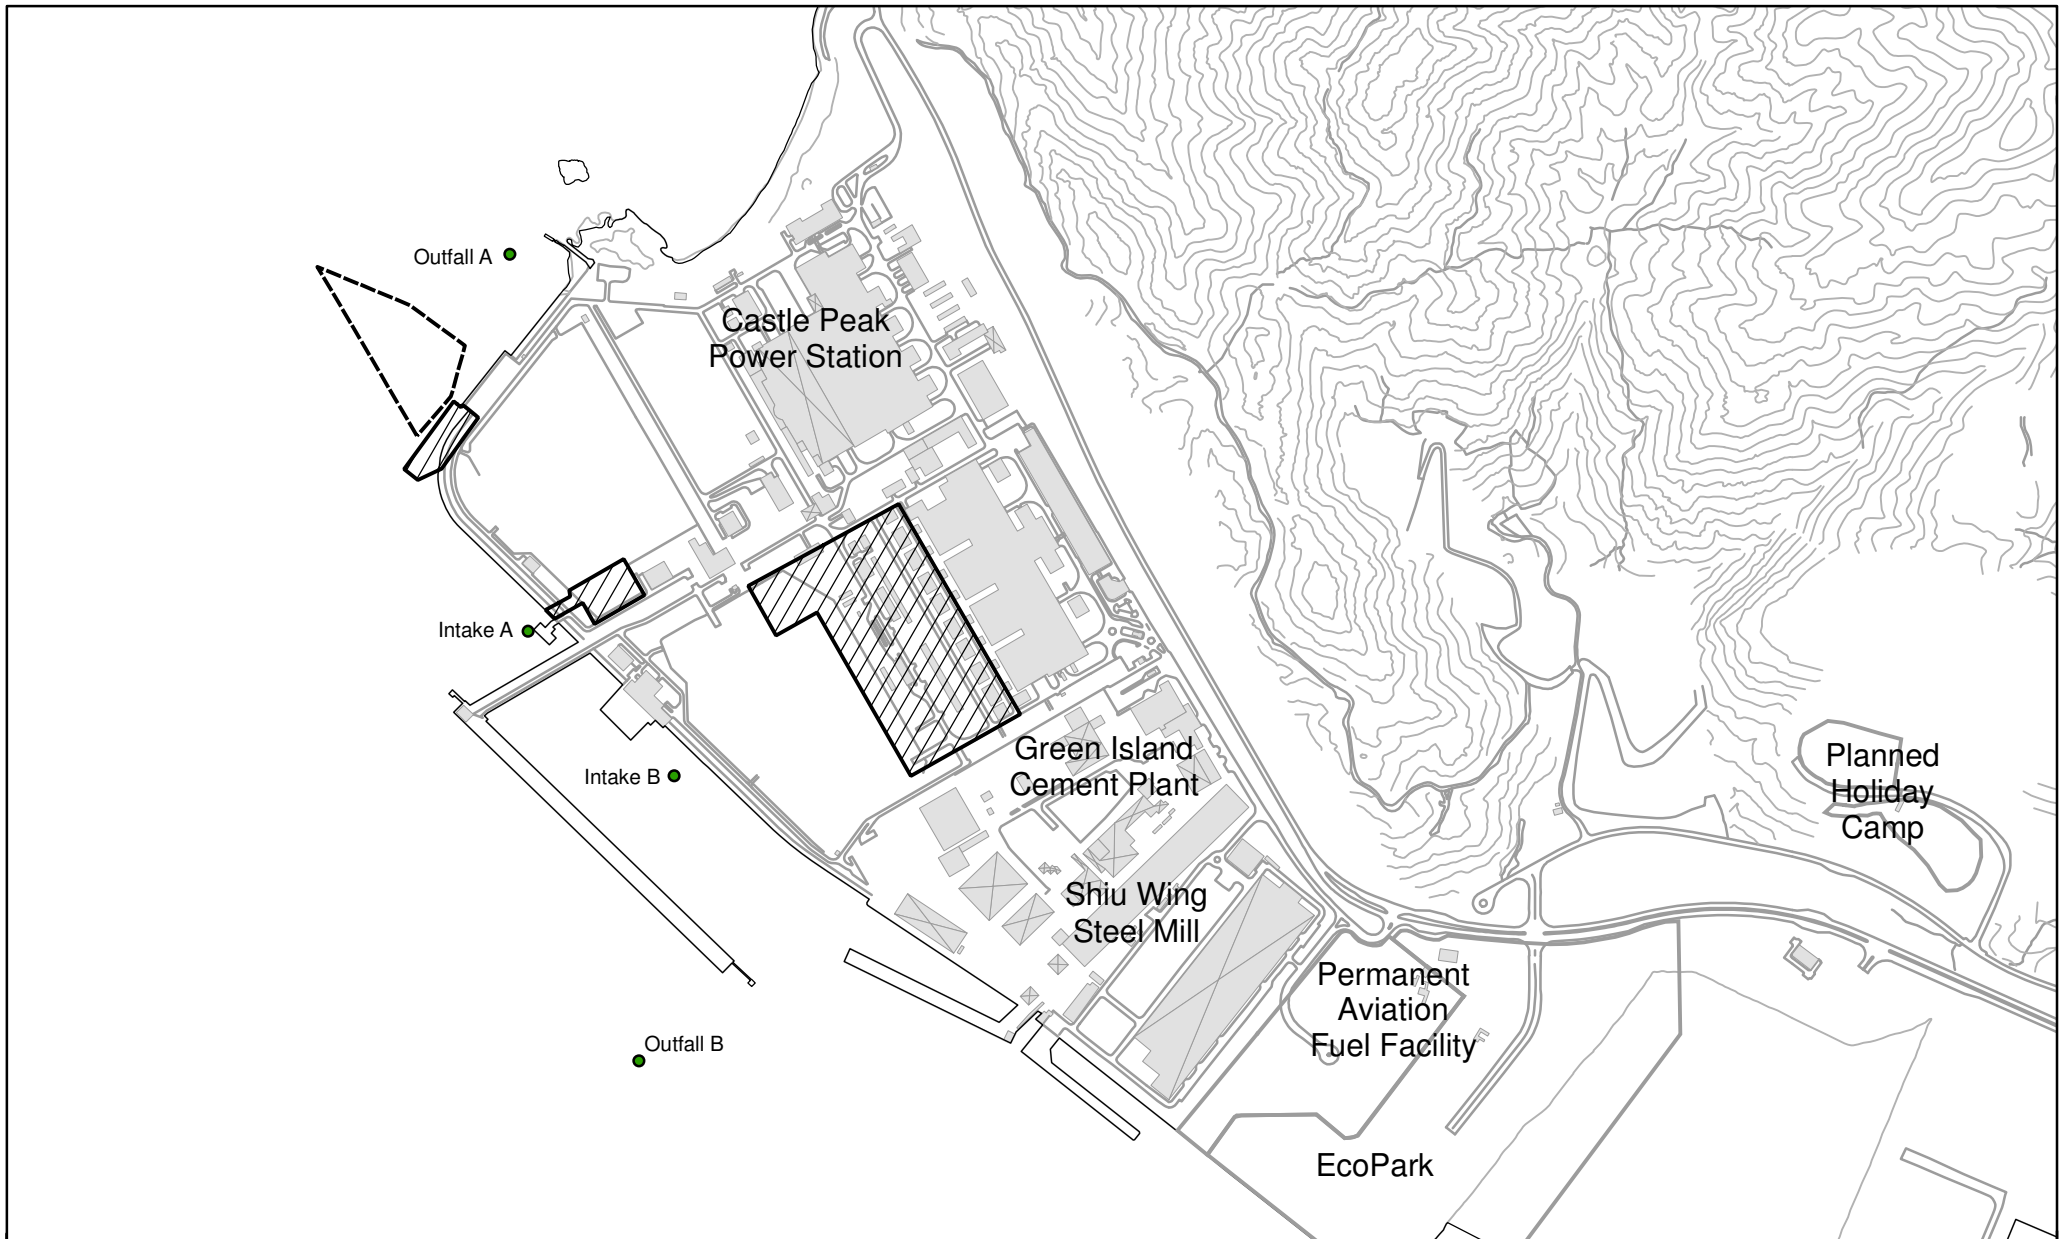 Outfall A
Castle Peak
Power Station
Intake A
Intake B
Green Island
Cement Plant
Planned
Holiday
Camp
Shiu Wing
Steel Mill
Permanent
Aviation
Fuel Facility
Outfall B
EcoPark